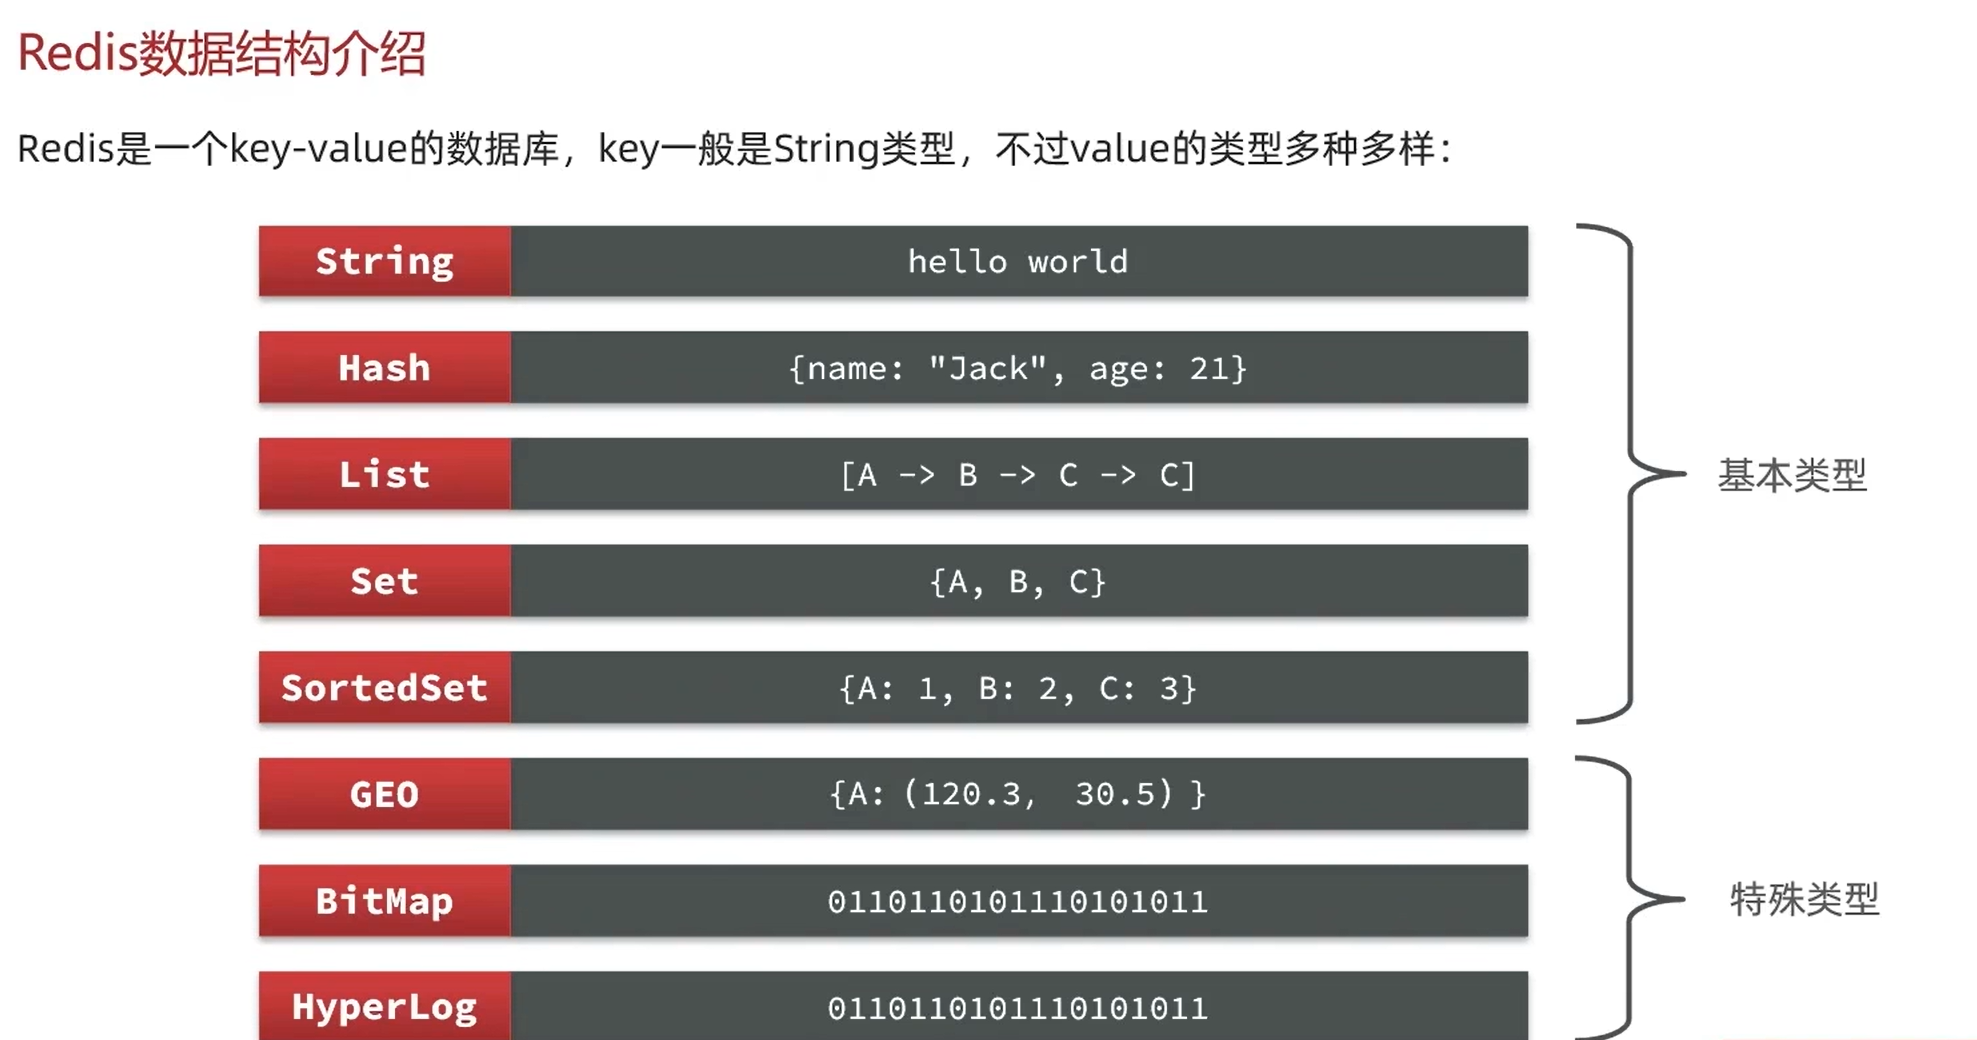 Redis数据结构介绍
Redis是一个key-value的数据库，key一般是String类型，不过value的类型多种多样：
String hello world
Hash {name: "Jack", age: 21}
List [A -> B -> C -> C]
基本类型
Set {A, B, C}
SortedSet {A: 1, B: 2, C: 3}
GEO {A: (120.3, 30.5) }
BitMap 0110110101110101011
特殊类型
HyperLog 0110110101110101011